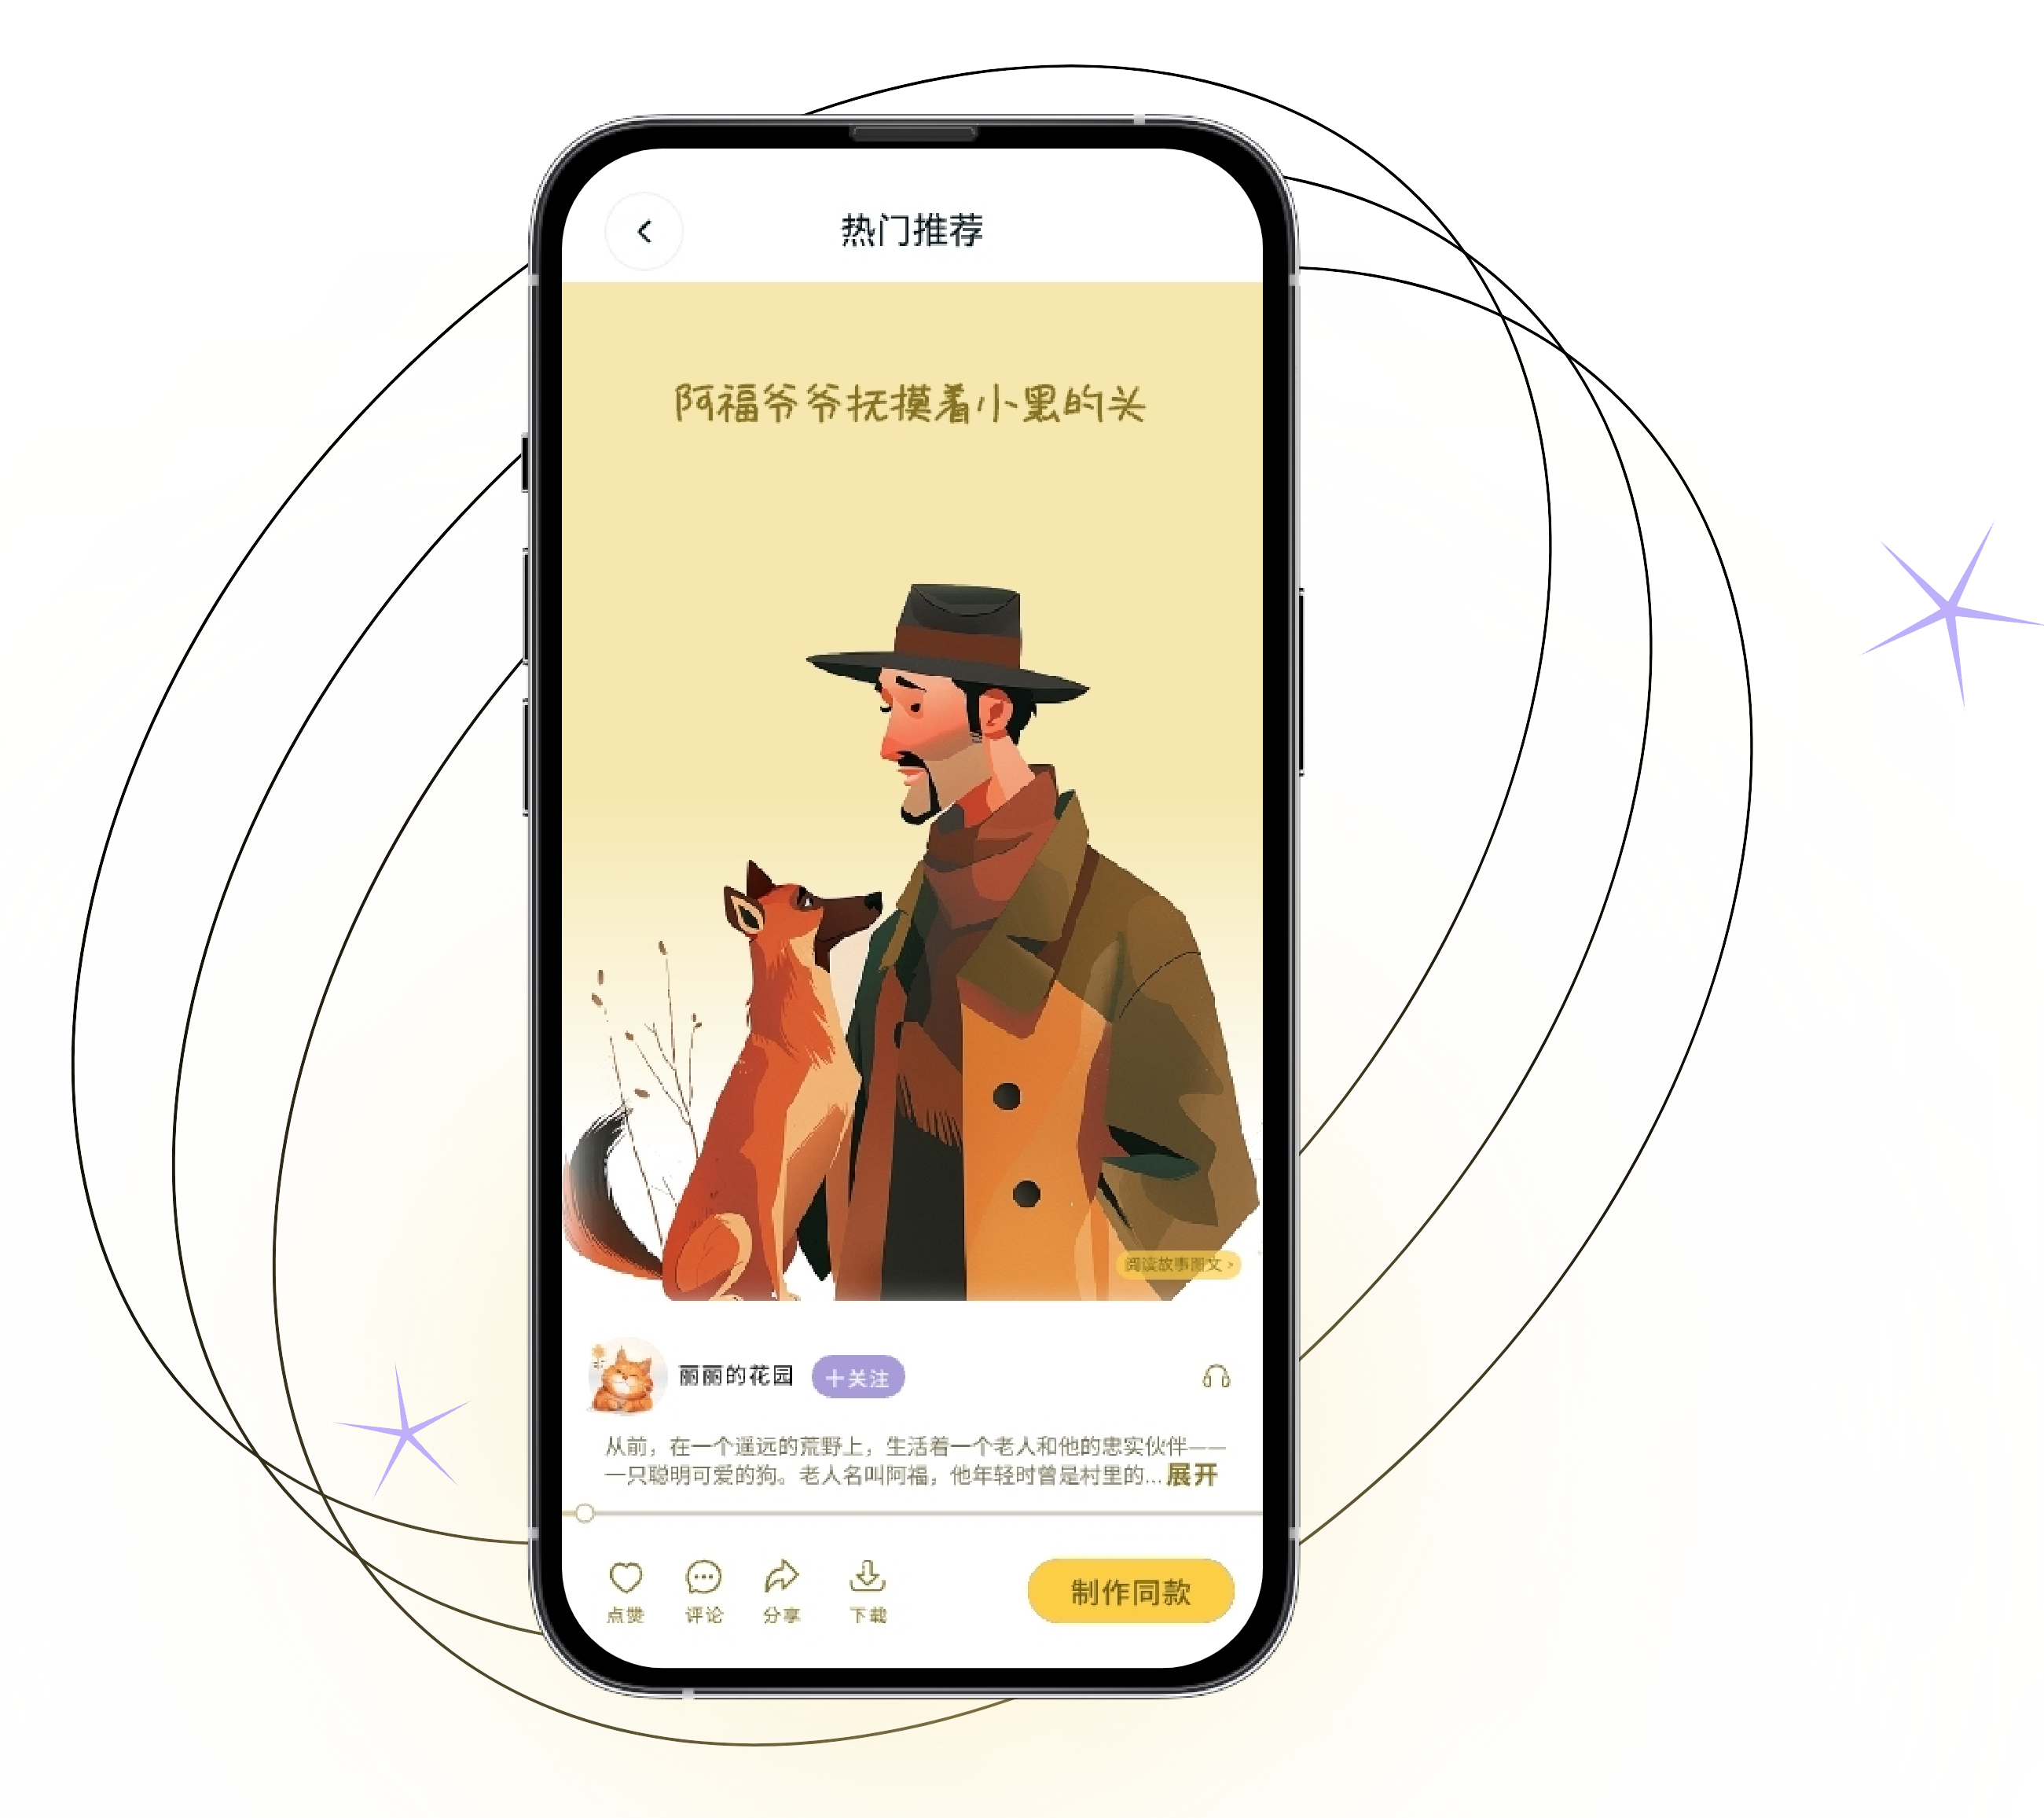 热门推荐
阿福爷爷抚摸着小黑的头
阅读故事图文 >
丽丽的花园
+关注
从前，在一个遥远的荒野上，生活着一个老人和他的忠实伙伴——
一只聪明可爱的狗。老人名叫阿福，他年轻时曾是村里的... 展开
点赞 评论 分享 下载
制作同款